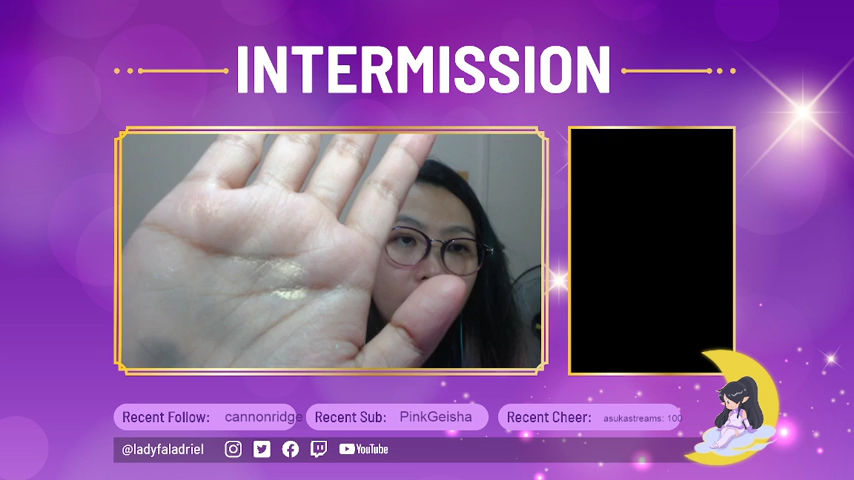 INTERMISSION
Recent Follow: cannonridge Recent Sub: PinkGeisha Recent Cheer: asukastreams: 100
@ladyfaladriel YouTube